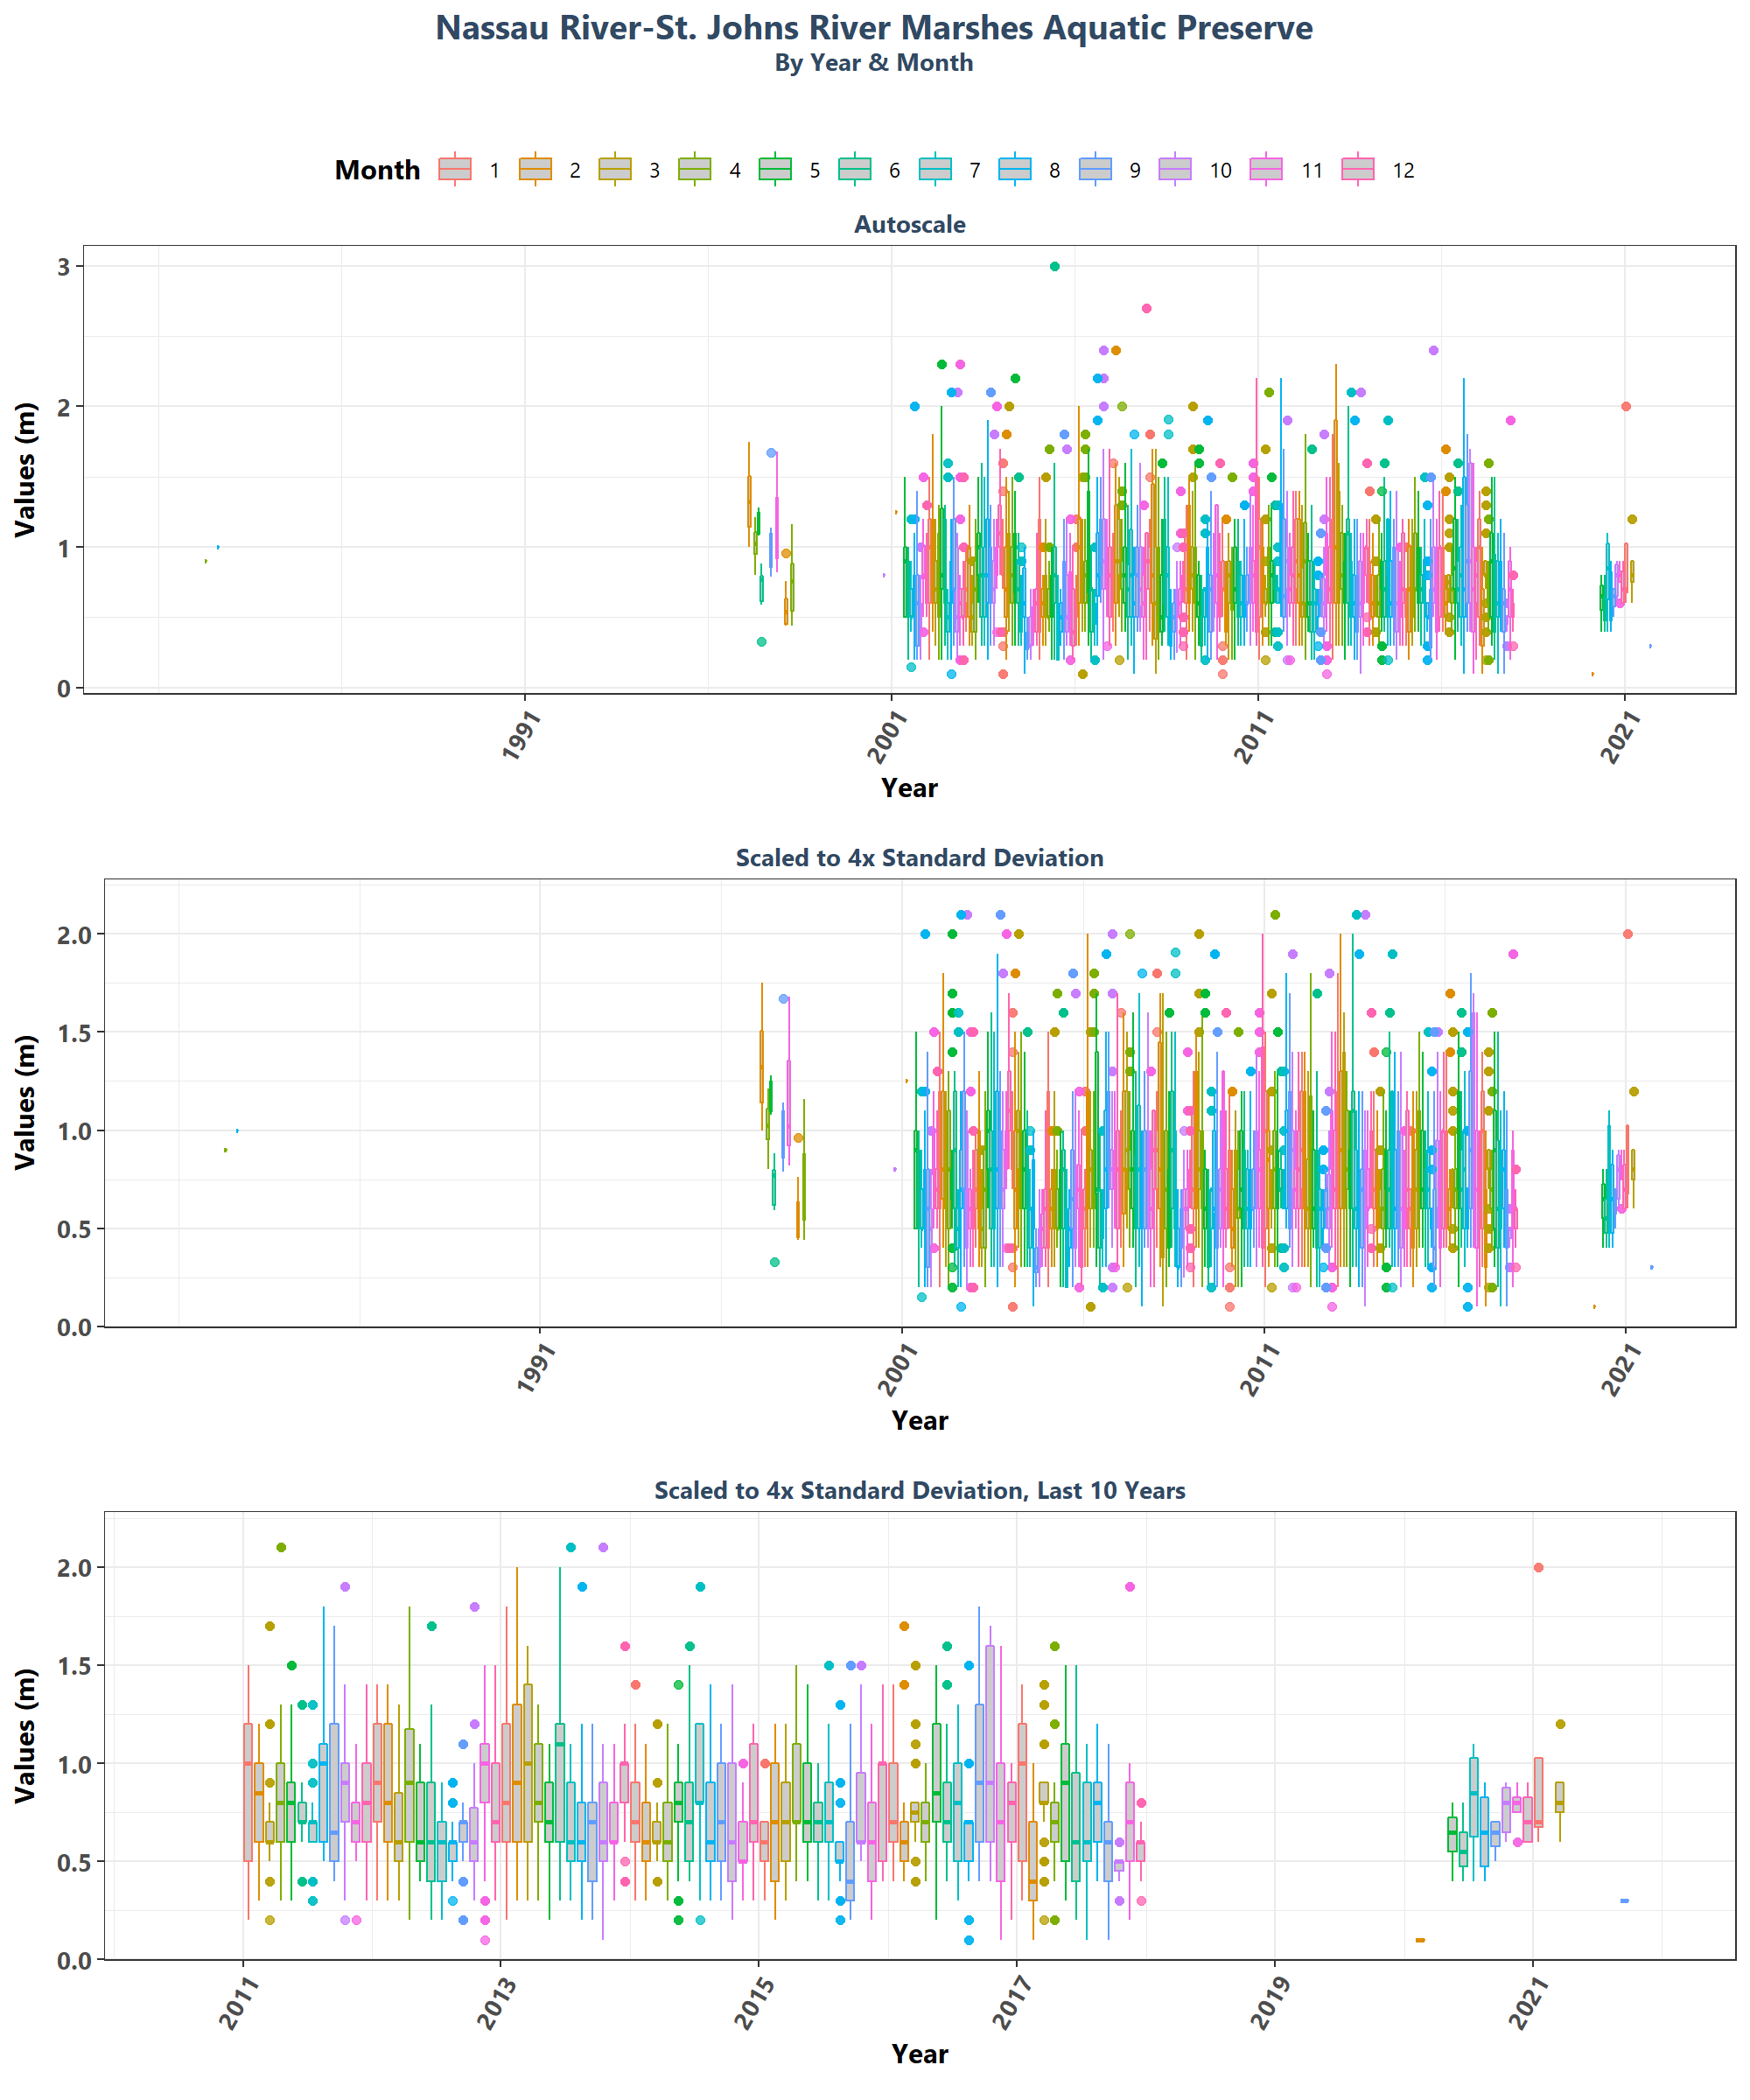 Nassau River-St. Johns River Marshes Aquatic Preserve
By Year & Month
Month 1 2 3 4 5 6 7 8 9 10 11 12
Autoscale
Values (m)
3
2
1
0
1991 2001 2011 2021
Year
Scaled to 4x Standard Deviation
Values (m)
2.0
1.5
1.0
0.5
0.0
1991 2001 2011 2021
Year
Scaled to 4x Standard Deviation, Last 10 Years
Values (m)
2.0
1.5
1.0
0.5
0.0
2011 2013 2015 2017 2019 2021
Year